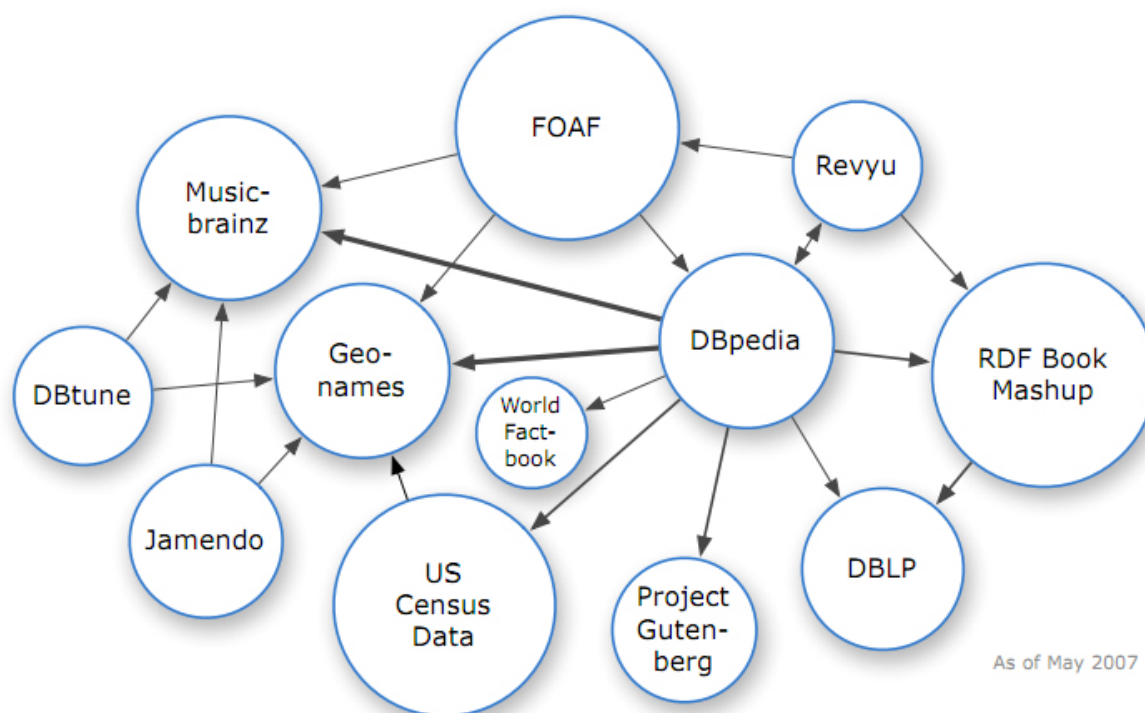 FOAF
Revyu
Music-
brainz
DBpedia
Geo-
names
RDF Book
Mashup
DBtune
World
Fact-
book
Jamendo
US
Census
Data
Project
Guten-
berg
DBLP
As of May 2007